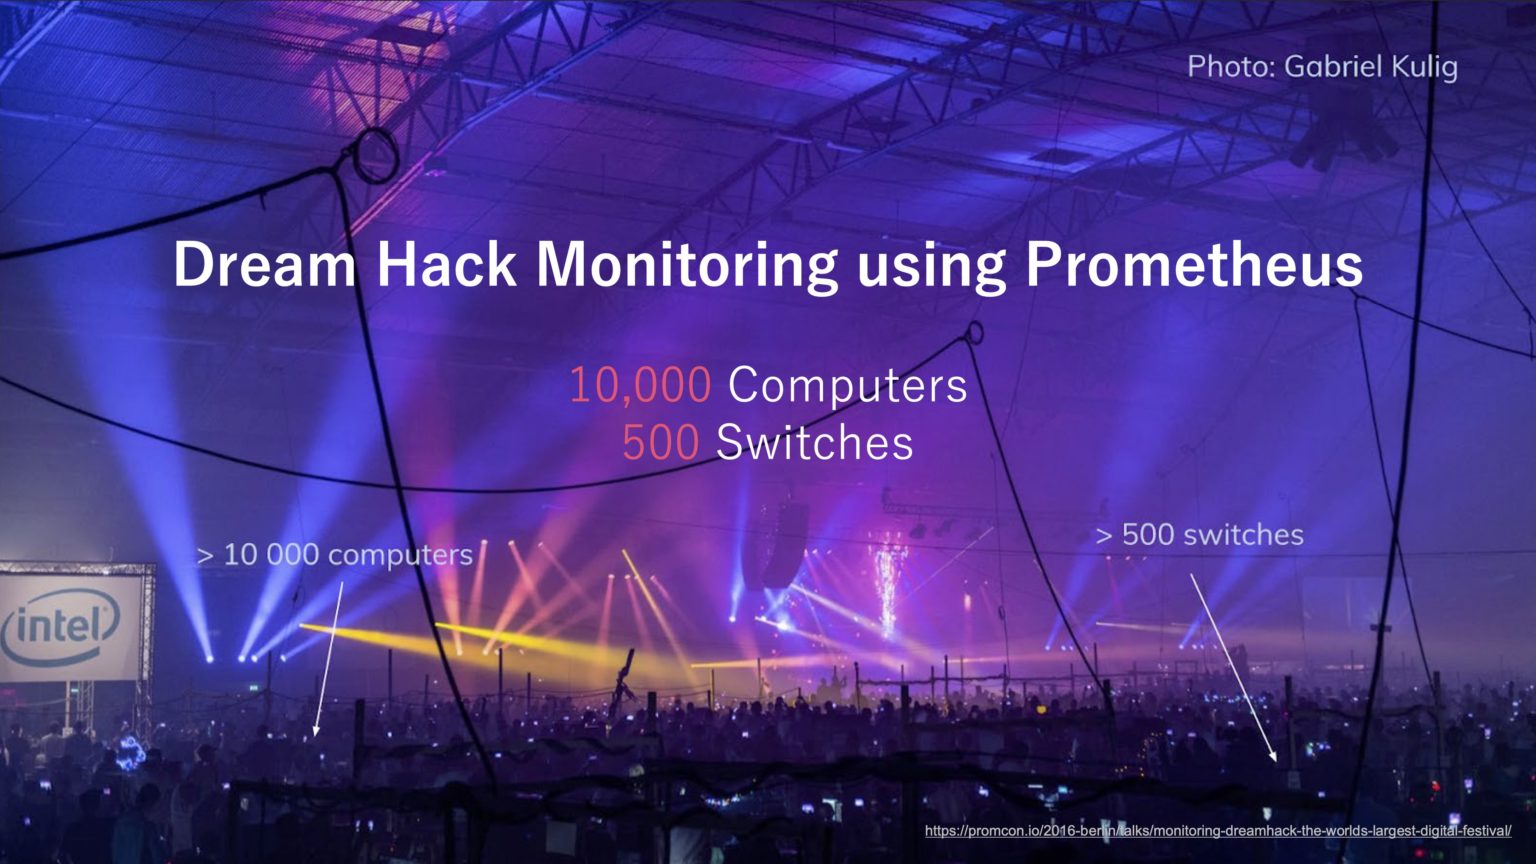 Photo: Gabriel Kulig
Dream Hack Monitoring using Prometheus
10,000 Computers
500 Switches
> 10 000 computers
> 500 switches
intel
https://promcon.io/2016-berlin/talks/monitoring-dreamhack-the-worlds-largest-digital-festival/